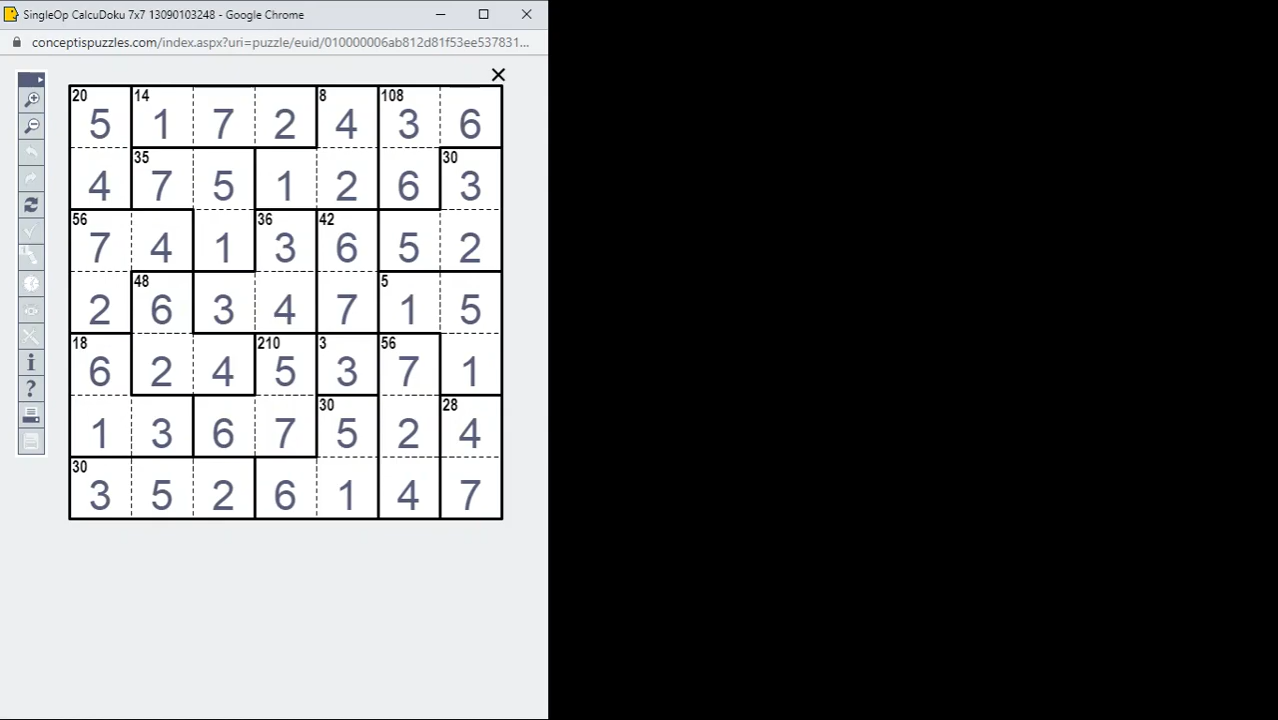 SingleOp CalcuDoku 7x7 13090103248 - Google Chrome
conceptispuzzles.com/index.aspx?uri=puzzle/euid/010000006ab812d81f53ee537831...
20 14 8 108
5 1 7 2 4 3 6
35 30
4 7 5 1 2 6 3
56 36 42
7 4 1 3 6 5 2
48 5
2 6 3 4 7 1 5
18 210 3 56
6 2 4 5 3 7 1
30 28
1 3 6 7 5 2 4
30
3 5 2 6 1 4 7